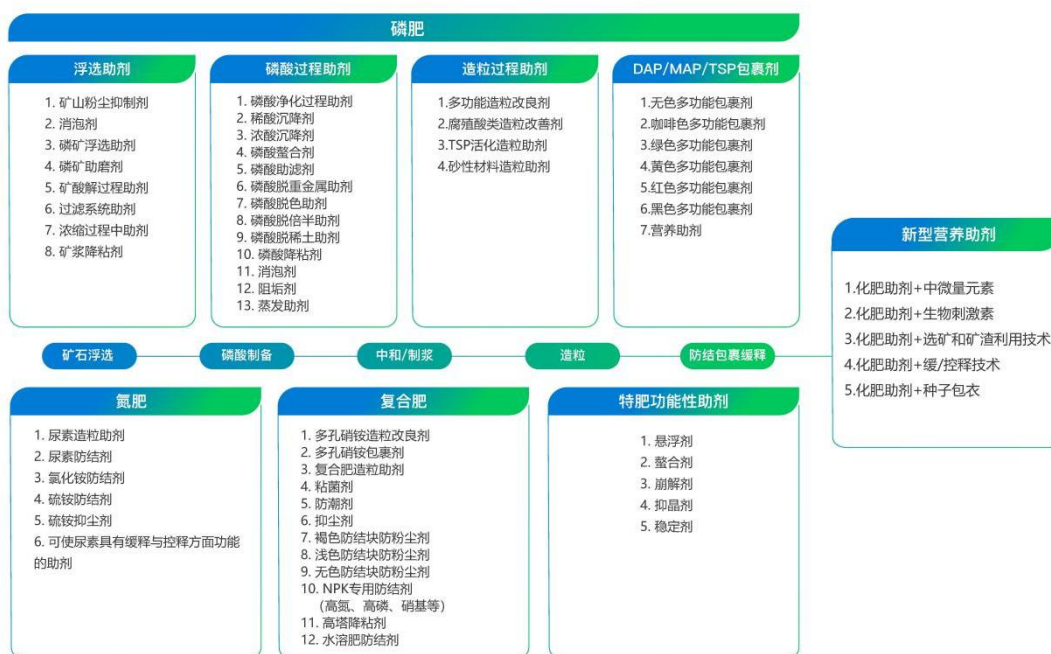 磷肥
浮选助剂
1. 矿山粉尘抑制剂
2. 消泡剂
3. 磷矿浮选助剂
4. 磷矿助磨剂
5. 矿酸解过程助剂
6. 过滤系统助剂
7. 浓缩过程中助剂
8. 矿浆降粘剂
磷酸过程助剂
1. 磷酸净化过程助剂
2. 稀酸沉降剂
3. 浓酸沉降剂
4. 磷酸螯合剂
5. 磷酸助滤剂
6. 磷酸脱重金属助剂
7. 磷酸脱色助剂
8. 磷酸脱倍半助剂
9. 磷酸脱稀土助剂
10. 磷酸降粘剂
11. 消泡剂
12. 阻垢剂
13. 蒸发助剂
造粒过程助剂
1.多功能造粒改良剂
2.腐殖酸类造粒改善剂
3.TSP活化造粒助剂
4.砂性材料造粒助剂
DAP/MAP/TSP包裹剂
1.无色多功能包裹剂
2.咖啡色多功能包裹剂
3.绿色多功能包裹剂
4.黄色多功能包裹剂
5.红色多功能包裹剂
6.黑色多功能包裹剂
7.营养助剂
矿石浮选
磷酸制备
中和/制浆
造粒
防结包裹缓释
新型营养助剂
1.化肥助剂+中微量元素
2.化肥助剂+生物刺激素
3.化肥助剂+选矿和矿渣利用技术
4.化肥助剂+缓/控释技术
5.化肥助剂+种子包衣
氮肥
1. 尿素造粒助剂
2. 尿素防结剂
3. 氯化铵防结剂
4. 硫铵防结剂
5. 硫铵抑尘剂
6. 可使尿素具有缓释与控释方面功能
的助剂
复合肥
1. 多孔硝铵造粒改良剂
2. 多孔硝铵包裹剂
3. 复合肥造粒助剂
4. 粘菌剂
5. 防潮剂
6. 抑尘剂
7. 褐色防结块防粉尘剂
8. 浅色防结块防粉尘剂
9. 无色防结块防粉尘剂
10. NPK专用防结剂
（高氮、高磷、硝基等）
11. 高塔降粘剂
12. 水溶肥防结剂
特肥功能性助剂
1. 悬浮剂
2. 螯合剂
3. 崩解剂
4. 抑晶剂
5. 稳定剂